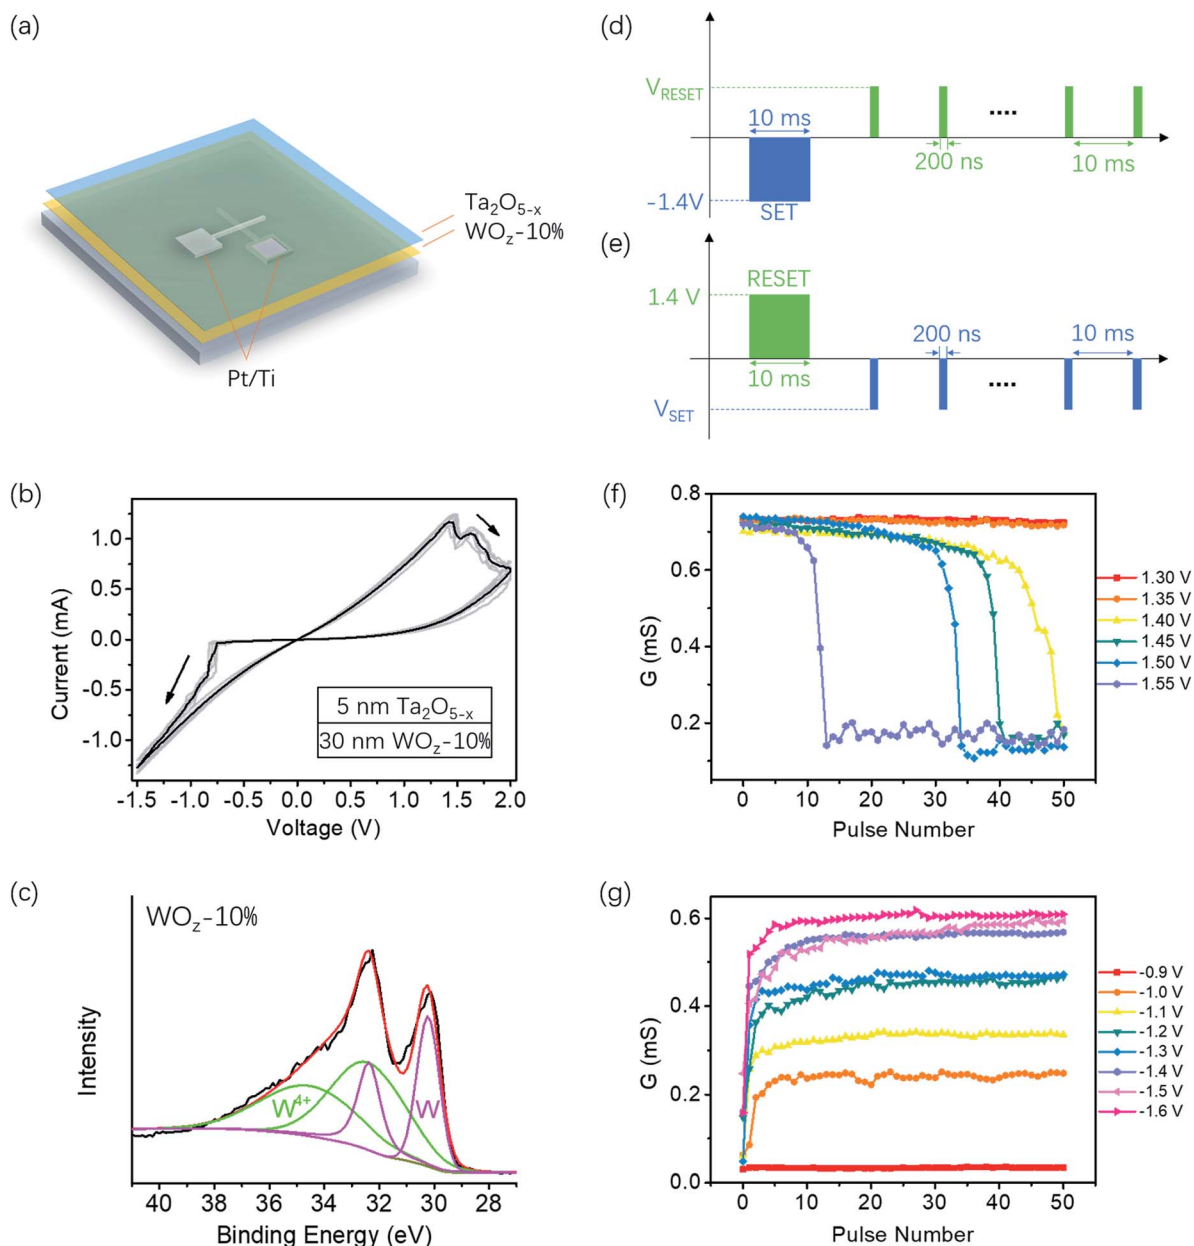 (a)
Ta₂O₅₋ₓ
WO_z-10%
Pt/Ti
(d)
V_RESET
10 ms
....
200 ns
10 ms
-1.4V
SET
(e)
RESET
1.4 V
200 ns
10 ms
10 ms
....
V_SET
(b)
Current (mA)
1.0
0.5
0.0
-0.5
-1.0
5 nm Ta₂O₅₋ₓ
30 nm WO_z-10%
-1.5 -1.0 -0.5 0.0 0.5 1.0 1.5 2.0
Voltage (V)
(f)
G (mS)
0.8
0.6
0.4
0.2
1.30 V
1.35 V
1.40 V
1.45 V
1.50 V
1.55 V
0 10 20 30 40 50
Pulse Number
(c)
WO_z-10%
Intensity
W⁴⁺
W
40 38 36 34 32 30 28
Binding Energy (eV)
(g)
G (mS)
0.6
0.4
0.2
0.0
-0.9 V
-1.0 V
-1.1 V
-1.2 V
-1.3 V
-1.4 V
-1.5 V
-1.6 V
0 10 20 30 40 50
Pulse Number